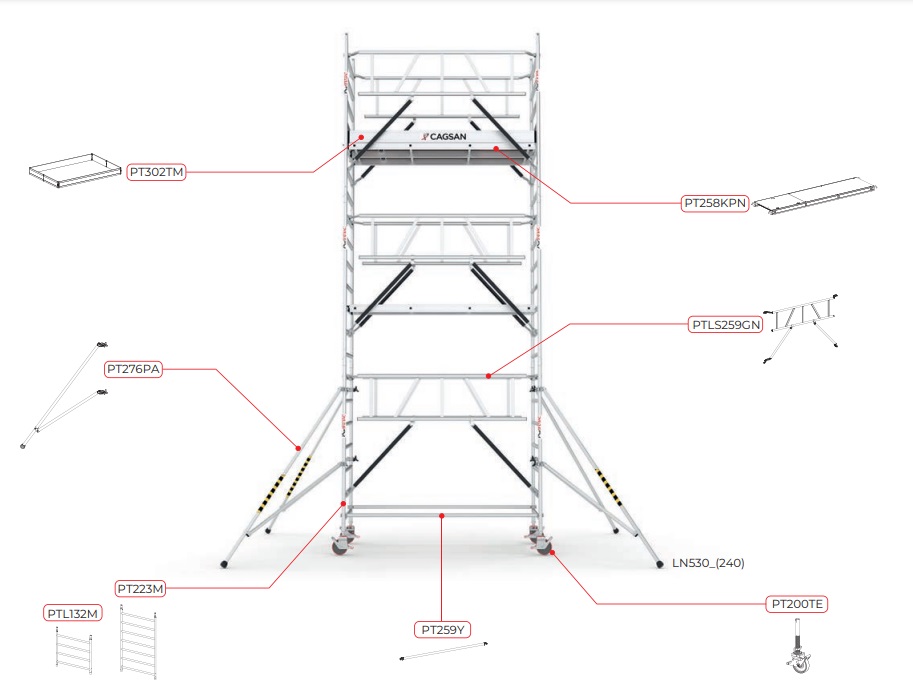 CAGSAN
PT302TM
PT258KPN
PTLS259GN
PT276PA
LN530_(240)
PT223M
PTL132M
PT200TE
PT259Y